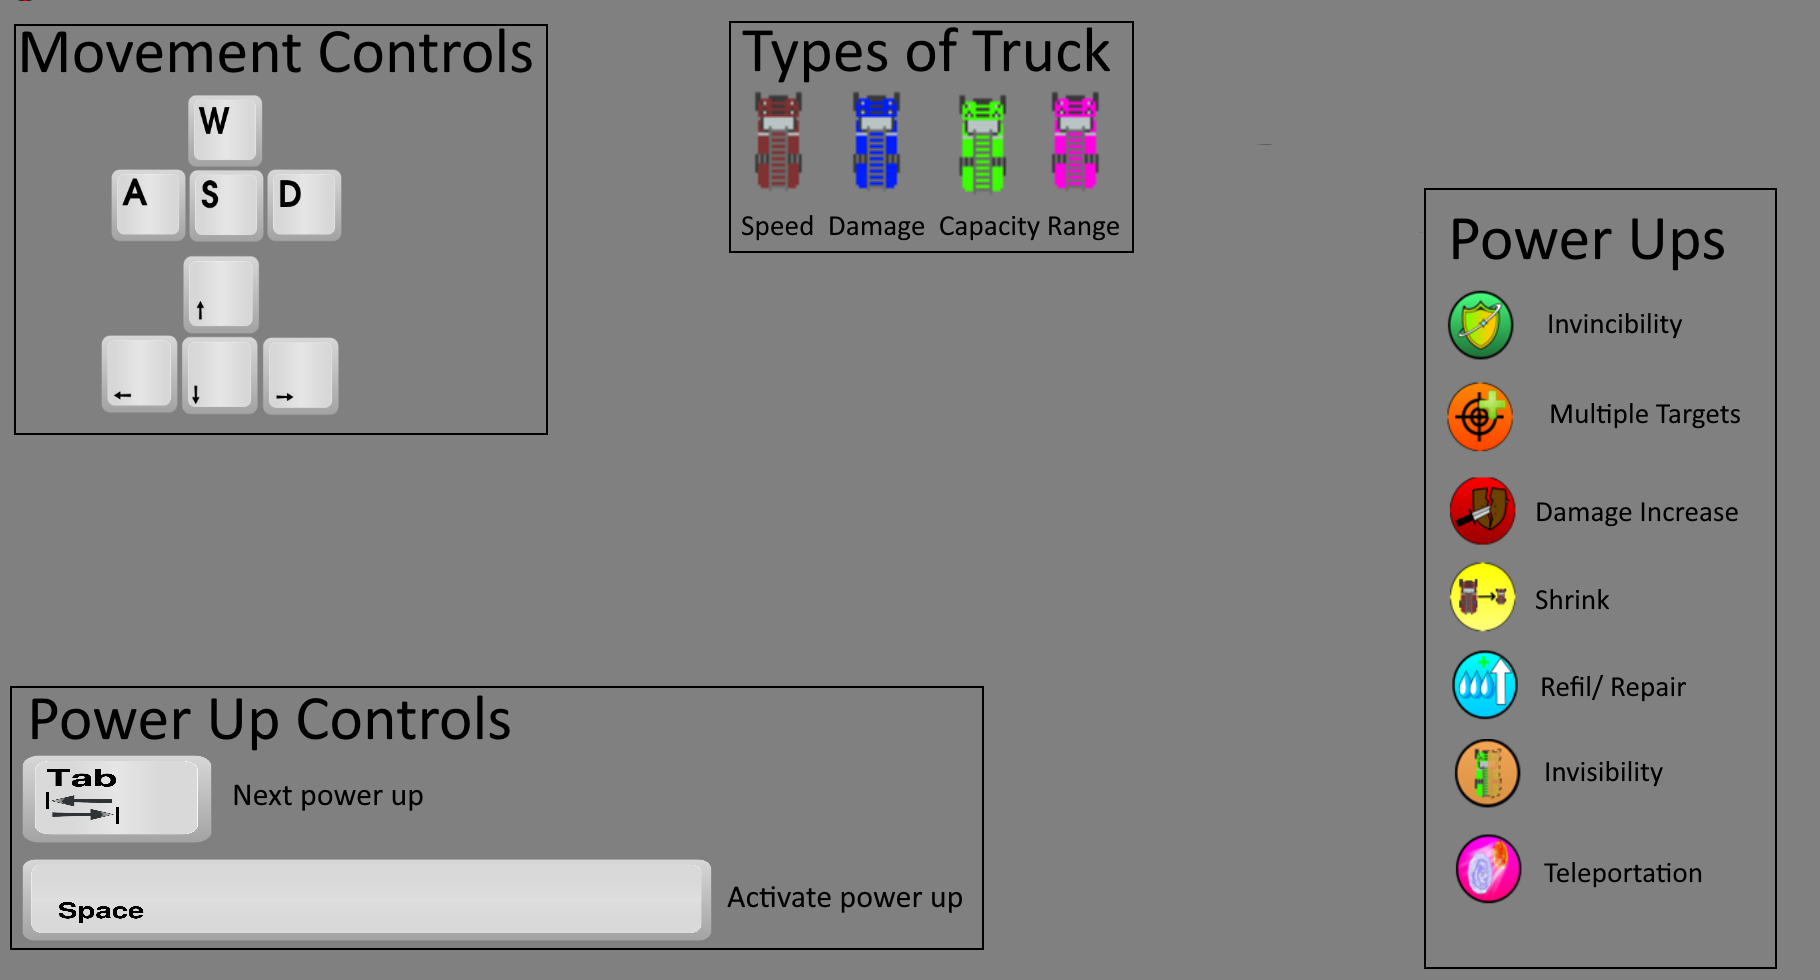 Movement Controls
W
A S D
↑
← ↓ →
Types of Truck
Speed Damage Capacity Range
Power Ups
Invincibility
Multiple Targets
Damage Increase
Shrink
Refil/ Repair
Invisibility
Teleportation
Power Up Controls
Tab
Next power up
Space
Activate power up